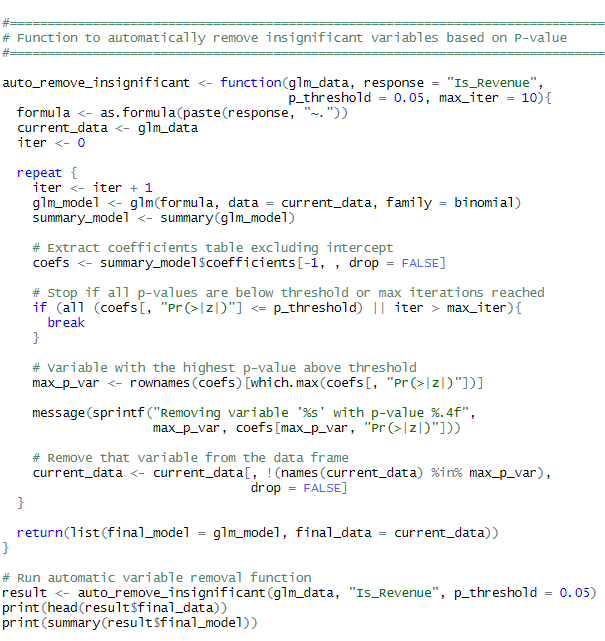 #===========================================================================
# Function to automatically remove insignificant variables based on P-value
#===========================================================================

auto_remove_insignificant <- function(glm_data, response = "Is_Revenue",
                                      p_threshold = 0.05, max_iter = 10){
  formula <- as.formula(paste(response, "~."))
  current_data <- glm_data
  iter <- 0

  repeat {
    iter <- iter + 1
    glm_model <- glm(formula, data = current_data, family = binomial)
    summary_model <- summary(glm_model)

    # Extract coefficients table excluding intercept
    coefs <- summary_model$coefficients[-1, , drop = FALSE]

    # Stop if all p-values are below threshold or max iterations reached
    if (all (coefs[, "Pr(>|z|)"] <= p_threshold) || iter > max_iter){
      break
    }

    # Variable with the highest p-value above threshold
    max_p_var <- rownames(coefs)[which.max(coefs[, "Pr(>|z|)"])]

    message(sprintf("Removing variable '%s' with p-value %.4f",
                    max_p_var, coefs[max_p_var, "Pr(>|z|)"]))

    # Remove that variable from the data frame
    current_data <- current_data[, !(names(current_data) %in% max_p_var),
                                 drop = FALSE]
  }

  return(list(final_model = glm_model, final_data = current_data))
}

# Run automatic variable removal function
result <- auto_remove_insignificant(glm_data, "Is_Revenue", p_threshold = 0.05)
print(head(result$final_data))
print(summary(result$final_model))